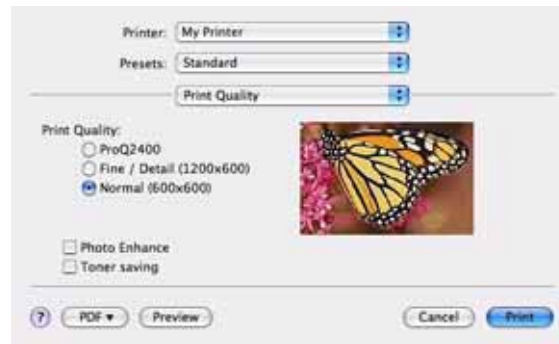 Printer: My Printer
Presets: Standard
Print Quality
Print Quality:
ProQ2400
Fine / Detail (1200x600)
Normal (600x600)
Photo Enhance
Toner saving
? PDF ▾ Preview Cancel Print